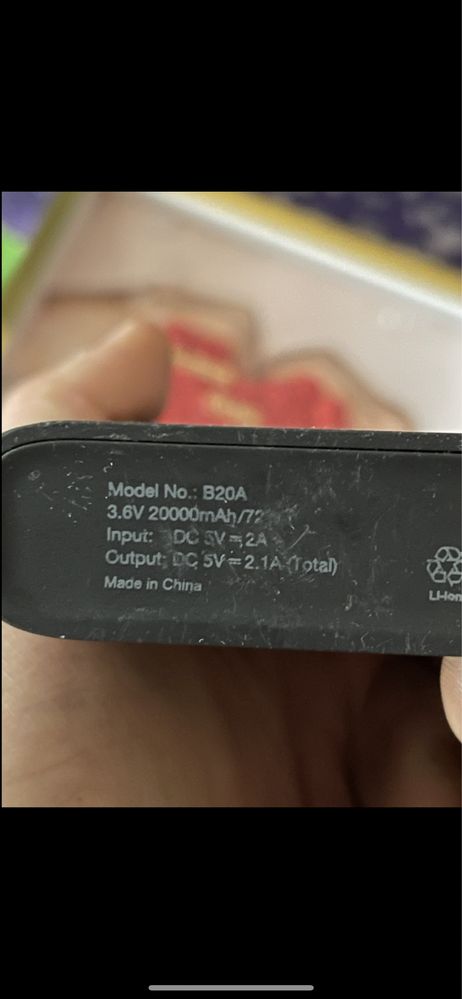 Model No.: B20A
3.6V 20000mAh/72
Input: DC 5V⎓2A
Output: DC 5V⎓2.1A (Total)
Made in China
Li-ion